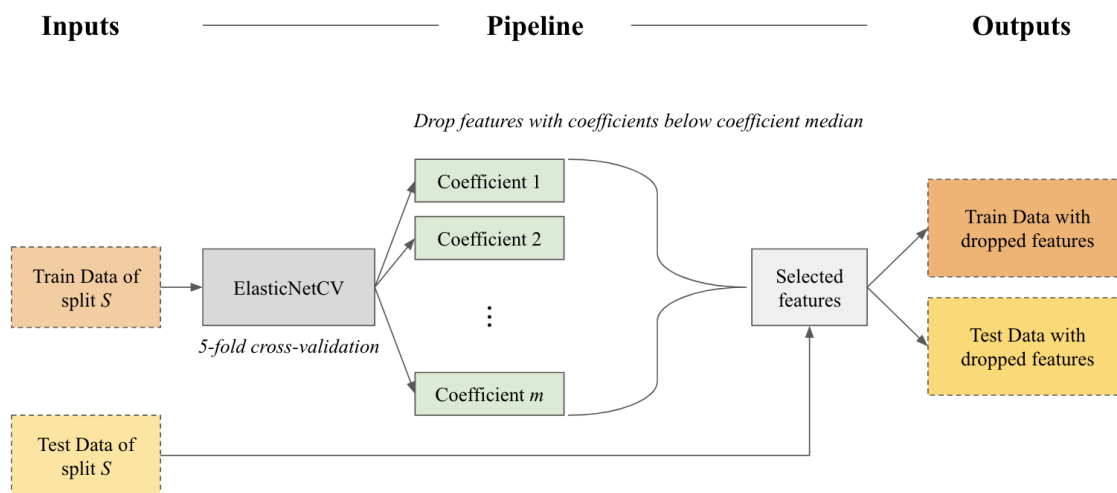 Inputs
Pipeline
Outputs
Drop features with coefficients below coefficient median
Train Data of
split S
ElasticNetCV
5-fold cross-validation
Coefficient 1
Coefficient 2
⋮
Coefficient m
Selected
features
Train Data with
dropped features
Test Data with
dropped features
Test Data of
split S